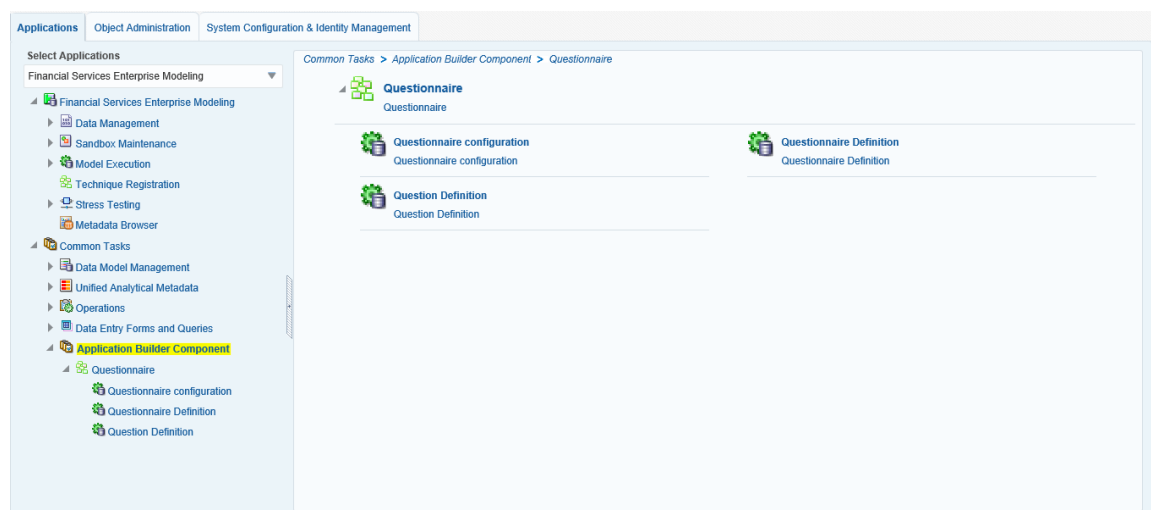 Applications
Object Administration
System Configuration & Identity Management
Select Applications
Financial Services Enterprise Modeling
Financial Services Enterprise Modeling
Data Management
Sandbox Maintenance
Model Execution
Technique Registration
Stress Testing
Metadata Browser
Common Tasks
Data Model Management
Unified Analytical Metadata
Operations
Data Entry Forms and Queries
Application Builder Component
Questionnaire
Questionnaire configuration
Questionnaire Definition
Question Definition
Common Tasks > Application Builder Component > Questionnaire
Questionnaire
Questionnaire
Questionnaire configuration
Questionnaire configuration
Questionnaire Definition
Questionnaire Definition
Question Definition
Question Definition